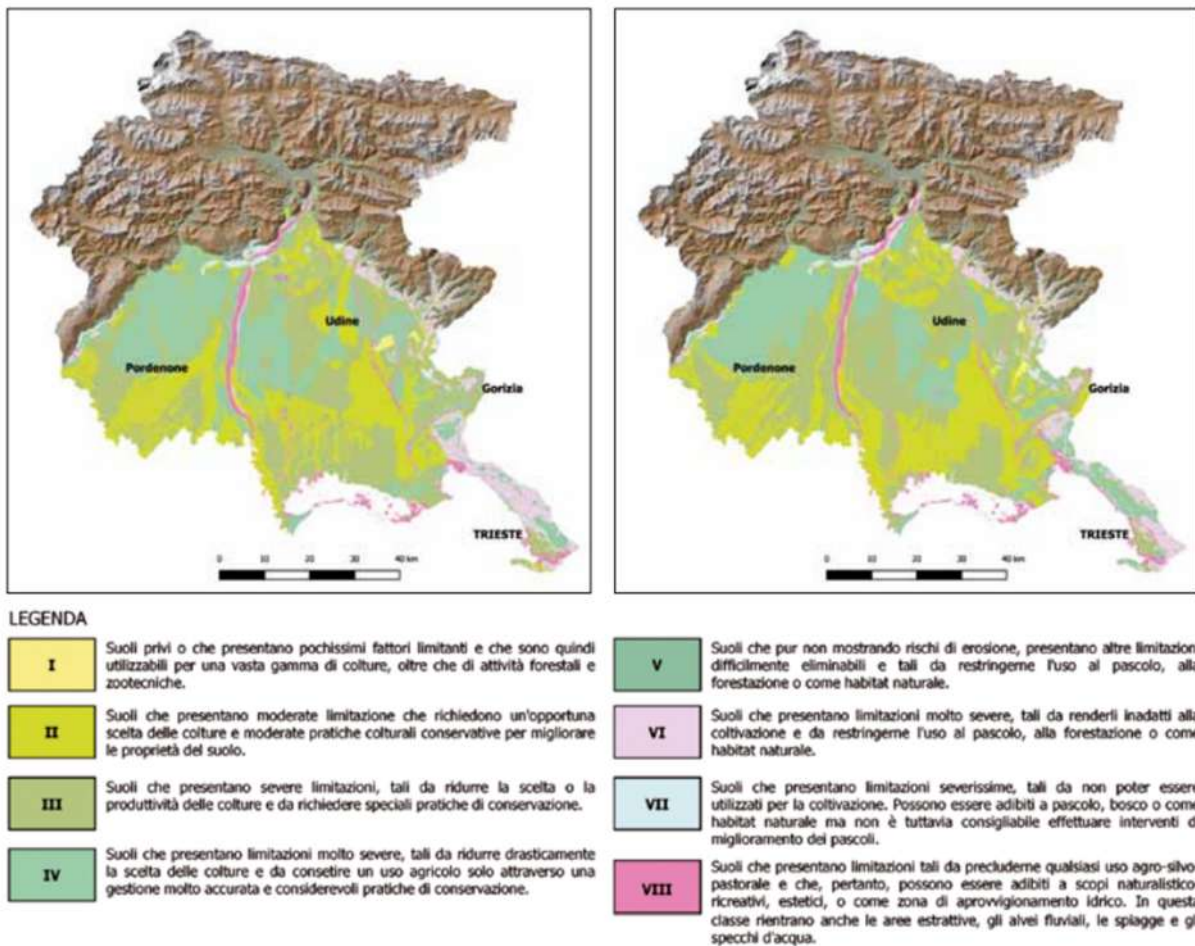 Udine
Pordenone
Gorizia
TRIESTE
0 10 20 30 40 km
Udine
Pordenone
Gorizia
TRIESTE
0 10 20 30 40 km
LEGENDA
I
Suoli privi o che presentano pochissimi fattori limitanti e che sono quindi
utilizzabili per una vasta gamma di colture, oltre che di attività forestali e
zootecniche.
II
Suoli che presentano moderate limitazione che richiedono un'opportuna
scelta delle colture e moderate pratiche colturali conservative per migliorare
le proprietà del suolo.
III
Suoli che presentano severe limitazioni, tali da ridurre la scelta o la
produttività delle colture e da richiedere speciali pratiche di conservazione.
IV
Suoli che presentano limitazioni molto severe, tali da ridurre drasticamente
la scelta delle colture e da consetire un uso agricolo solo attraverso una
gestione molto accurata e considerevoli pratiche di conservazione.
V
Suoli che pur non mostrando rischi di erosione, presentano altre limitazion
difficilmente eliminabili e tali da restringerne l'uso al pascolo, alla
forestazione o come habitat naturale.
VI
Suoli che presentano limitazioni molto severe, tali da renderli inadatti alla
coltivazione e da restringerne l'uso al pascolo, alla forestazione o come
habitat naturale.
VII
Suoli che presentano limitazioni severissime, tali da non poter essere
utilizzati per la coltivazione. Possono essere adibiti a pascolo, bosco o come
habitat naturale ma non è tuttavia consigliabile effettuare interventi d
miglioramento dei pascoli.
VIII
Suoli che presentano limitazioni tali da precluderne qualsiasi uso agro-silvo-
pastorale e che, pertanto, possono essere adibiti a scopi naturalistico
ricreativi, estetici, o come zona di aprovvigionamento idrico. In questa
classe rientrano anche le aree estrattive, gli alvei fluviali, le spiagge e gl
specchi d'acqua.